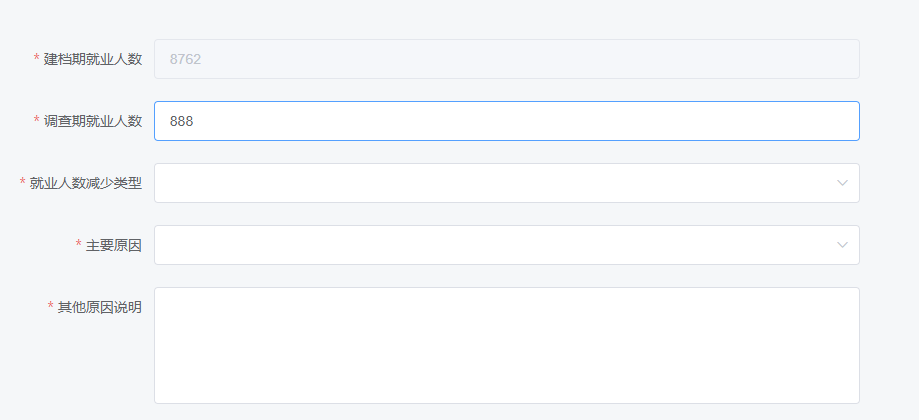 * 建档期就业人数 8762
* 调查期就业人数 888
* 就业人数减少类型
* 主要原因
* 其他原因说明